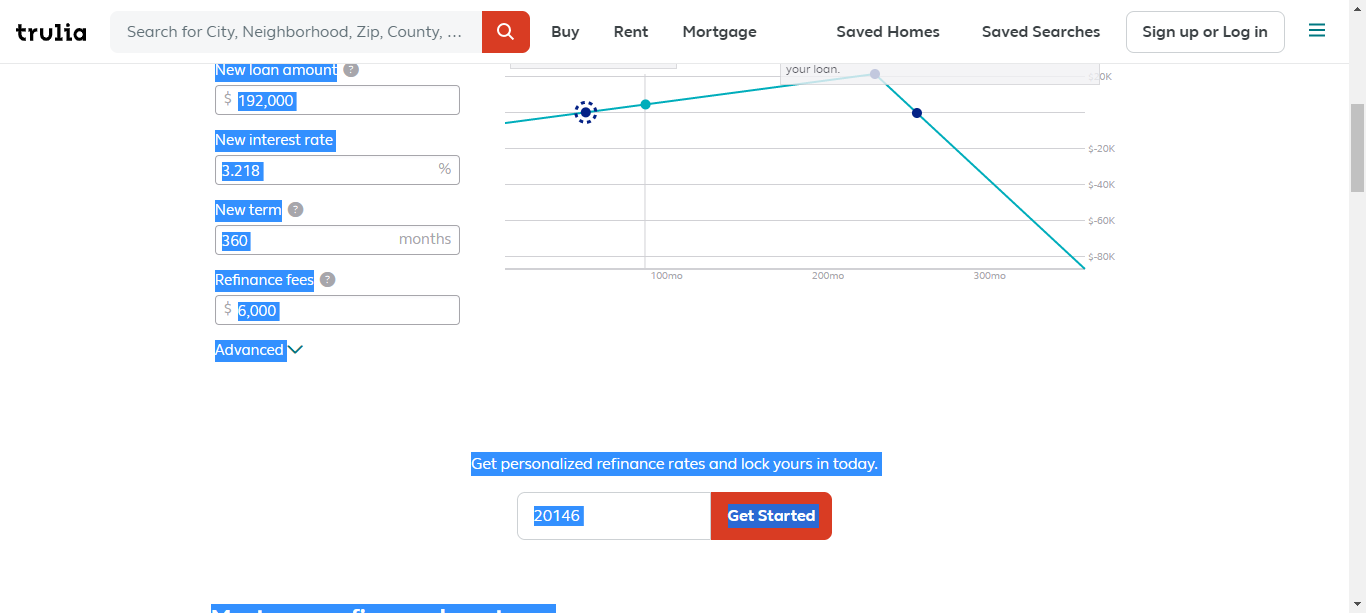 trulia
Search for City, Neighborhood, Zip, County, ...
Buy
Rent
Mortgage
Saved Homes
Saved Searches
Sign up or Log in
New loan amount ?
$ 192,000
New interest rate
3.218 %
New term ?
360 months
Refinance fees ?
$ 6,000
Advanced
your loan.
$20K
$-20K
$-40K
$-60K
$-80K
100mo
200mo
300mo
Get personalized refinance rates and lock yours in today.
20146
Get Started